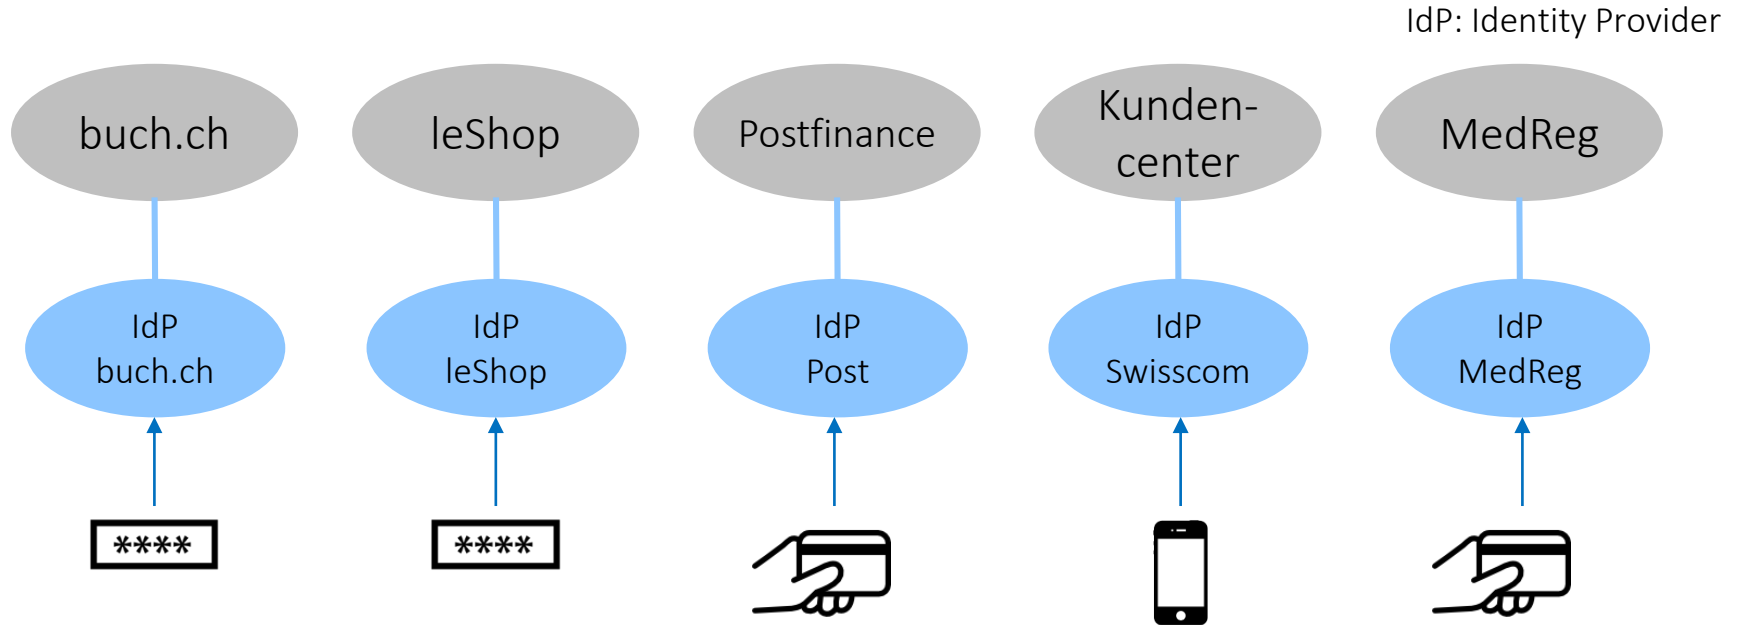 IdP: Identity Provider
buch.ch
leShop
Postfinance
Kunden-
center
MedReg
IdP
buch.ch
IdP
leShop
IdP
Post
IdP
Swisscom
IdP
MedReg
****
****